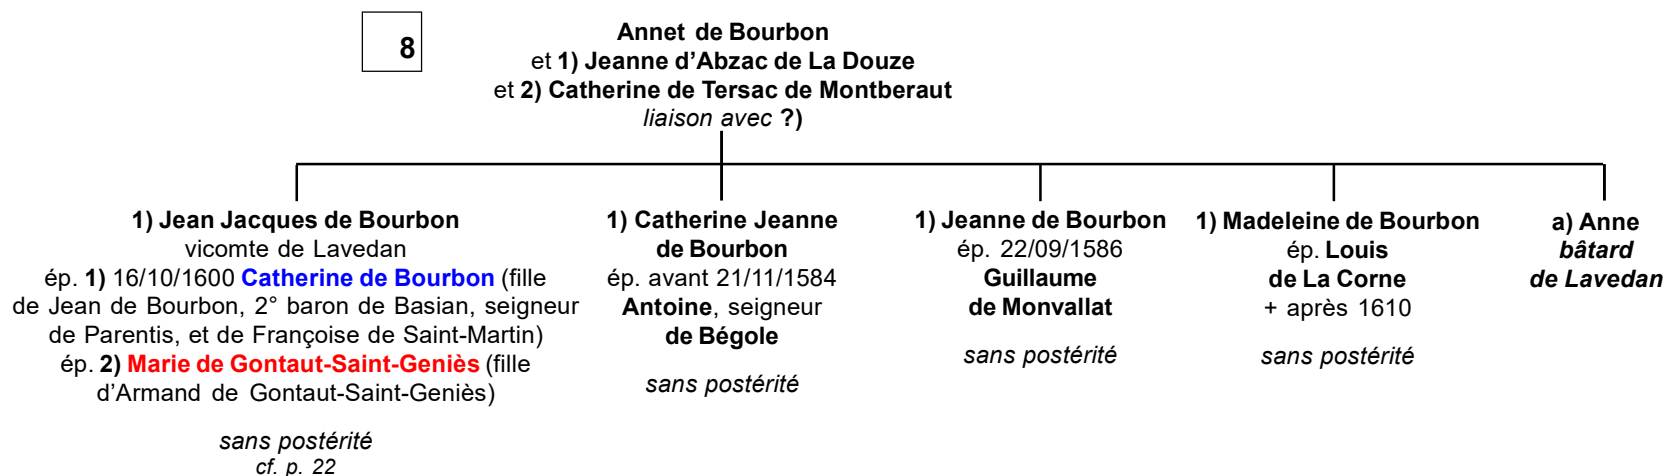 8
Annet de Bourbon
et 1) Jeanne d'Abzac de La Douze
et 2) Catherine de Tersac de Montberaut
liaison avec ?)
1) Jean Jacques de Bourbon
vicomte de Lavedan
ép. 1) 16/10/1600 Catherine de Bourbon (fille
de Jean de Bourbon, 2° baron de Basian, seigneur
de Parentis, et de Françoise de Saint-Martin)
ép. 2) Marie de Gontaut-Saint-Geniès (fille
d'Armand de Gontaut-Saint-Geniès)
sans postérité
cf. p. 22
1) Catherine Jeanne
de Bourbon
ép. avant 21/11/1584
Antoine, seigneur
de Bégole
sans postérité
1) Jeanne de Bourbon
ép. 22/09/1586
Guillaume
de Monvallat
sans postérité
1) Madeleine de Bourbon
ép. Louis
de La Corne
+ après 1610
sans postérité
a) Anne
bâtard
de Lavedan